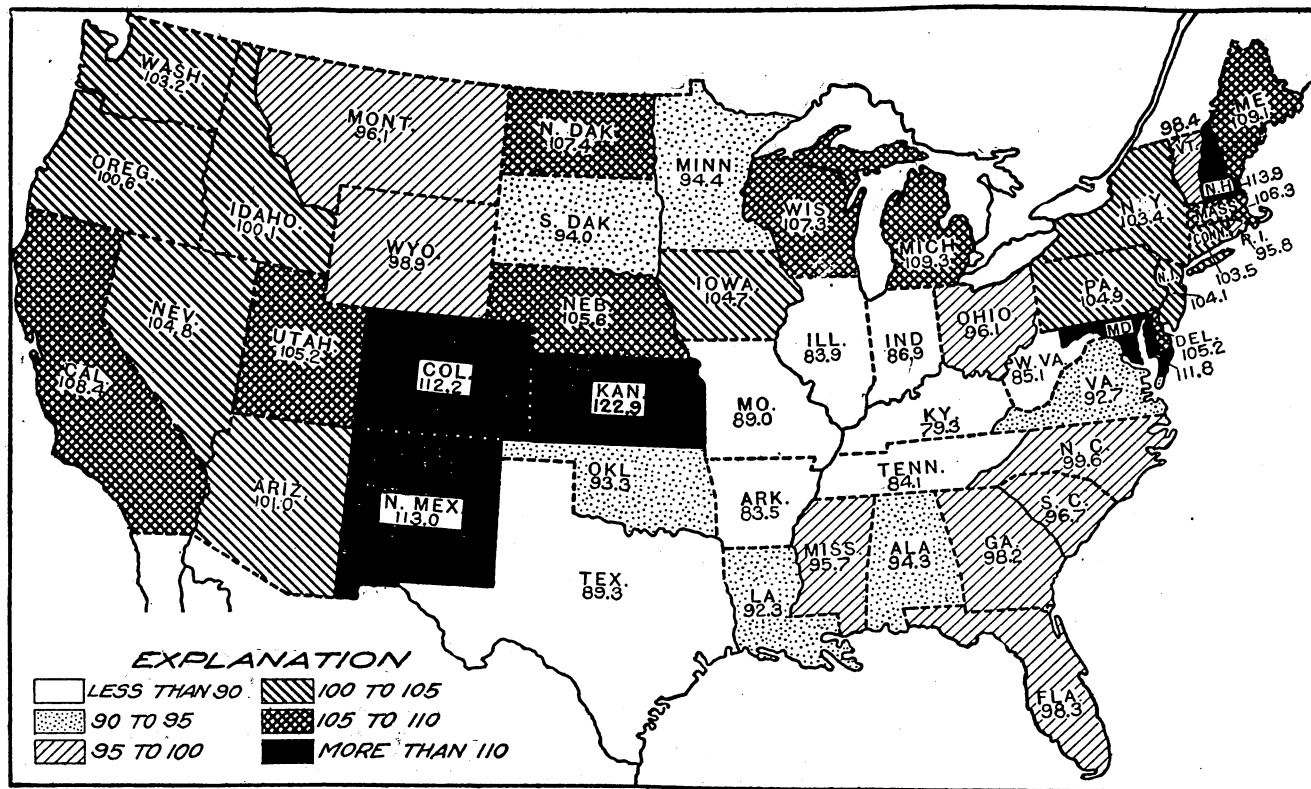 WASH
103.2
OREG.
100.6
IDAHO.
100.1
MONT.
96.1
WYO.
98.9
N. DAK.
107.4
S. DAK
94.0
NEB.
105.6
MINN
94.4
IOWA.
104.7
WIS.
107.3
MICH
109.3
CAL.
106.4
NEV.
104.8
UTAH.
105.2
COL.
112.2
KAN.
122.9
ARIZ.
101.0
N. MEX
113.0
OKL
93.3
TEX.
89.3
MO.
89.0
ARK.
83.5
LA
92.3
ILL.
83.9
IND
86.9
OHIO
96.1
KY.
79.3
TENN.
84.1
MISS.
95.7
ALA
94.3
GA.
98.2
FLA
98.3
S. C.
96.7
N. C.
99.6
VA.
92.7
W. VA.
85.1
PA.
104.9
N. Y
103.4
98.4
VT.
ME
109.1
N.H
113.9
MASS.
106.3
CONN.
R.I.
95.8
103.5
N.J.
104.1
MD
DEL.
105.2
111.8
EXPLANATION
LESS THAN 90
90 TO 95
95 TO 100
100 TO 105
105 TO 110
MORE THAN 110